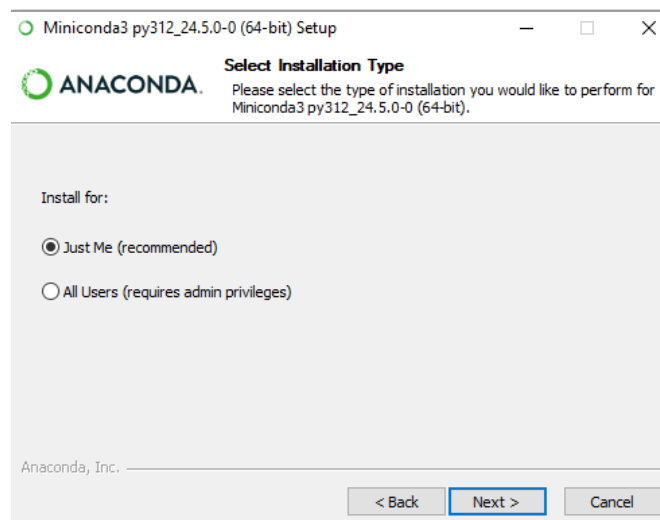 Miniconda3 py312_24.5.0-0 (64-bit) Setup
ANACONDA.
Select Installation Type
Please select the type of installation you would like to perform for
Miniconda3 py312_24.5.0-0 (64-bit).
Install for:
Just Me (recommended)
All Users (requires admin privileges)
Anaconda, Inc.
< Back Next > Cancel